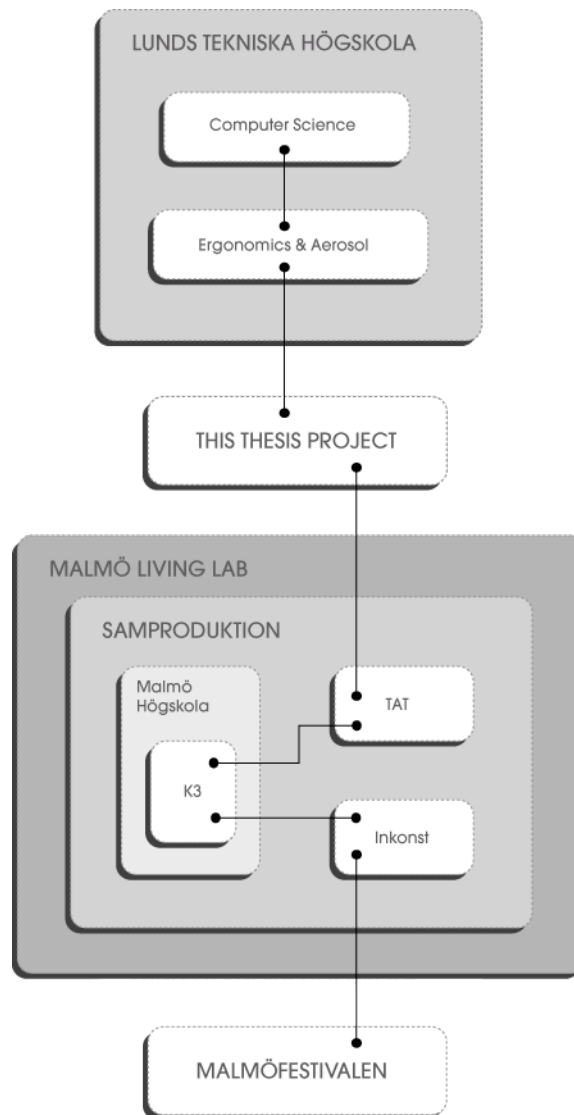 LUNDS TEKNISKA HÖGSKOLA
Computer Science
Ergonomics & Aerosol
THIS THESIS PROJECT
MALMÖ LIVING LAB
SAMPRODUKTION
Malmö
Högskola
TAT
K3
Inkonst
MALMÖFESTIVALEN